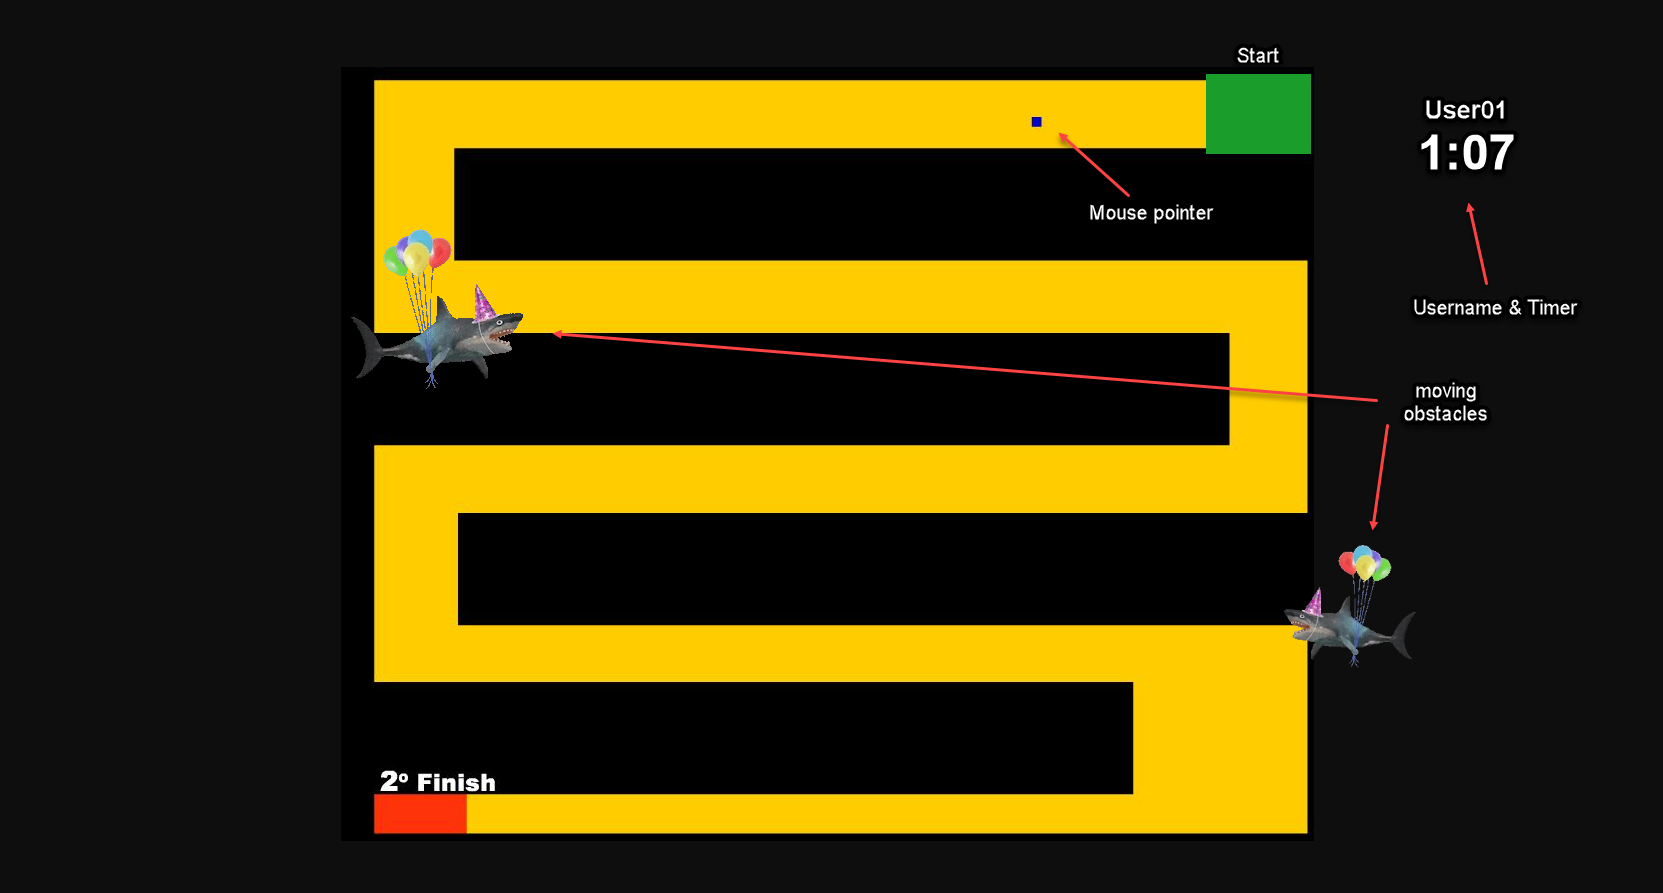 Start
User01
1:07
Mouse pointer
Username & Timer
moving
obstacles
2º Finish